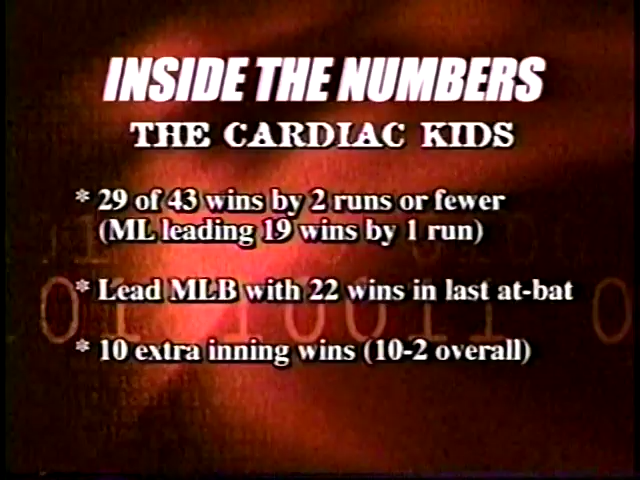 INSIDE THE NUMBERS
THE CARDIAC KIDS
* 29 of 43 wins by 2 runs or fewer
(ML leading 19 wins by 1 run)
* Lead MLB with 22 wins in last at-bat
* 10 extra inning wins (10-2 overall)